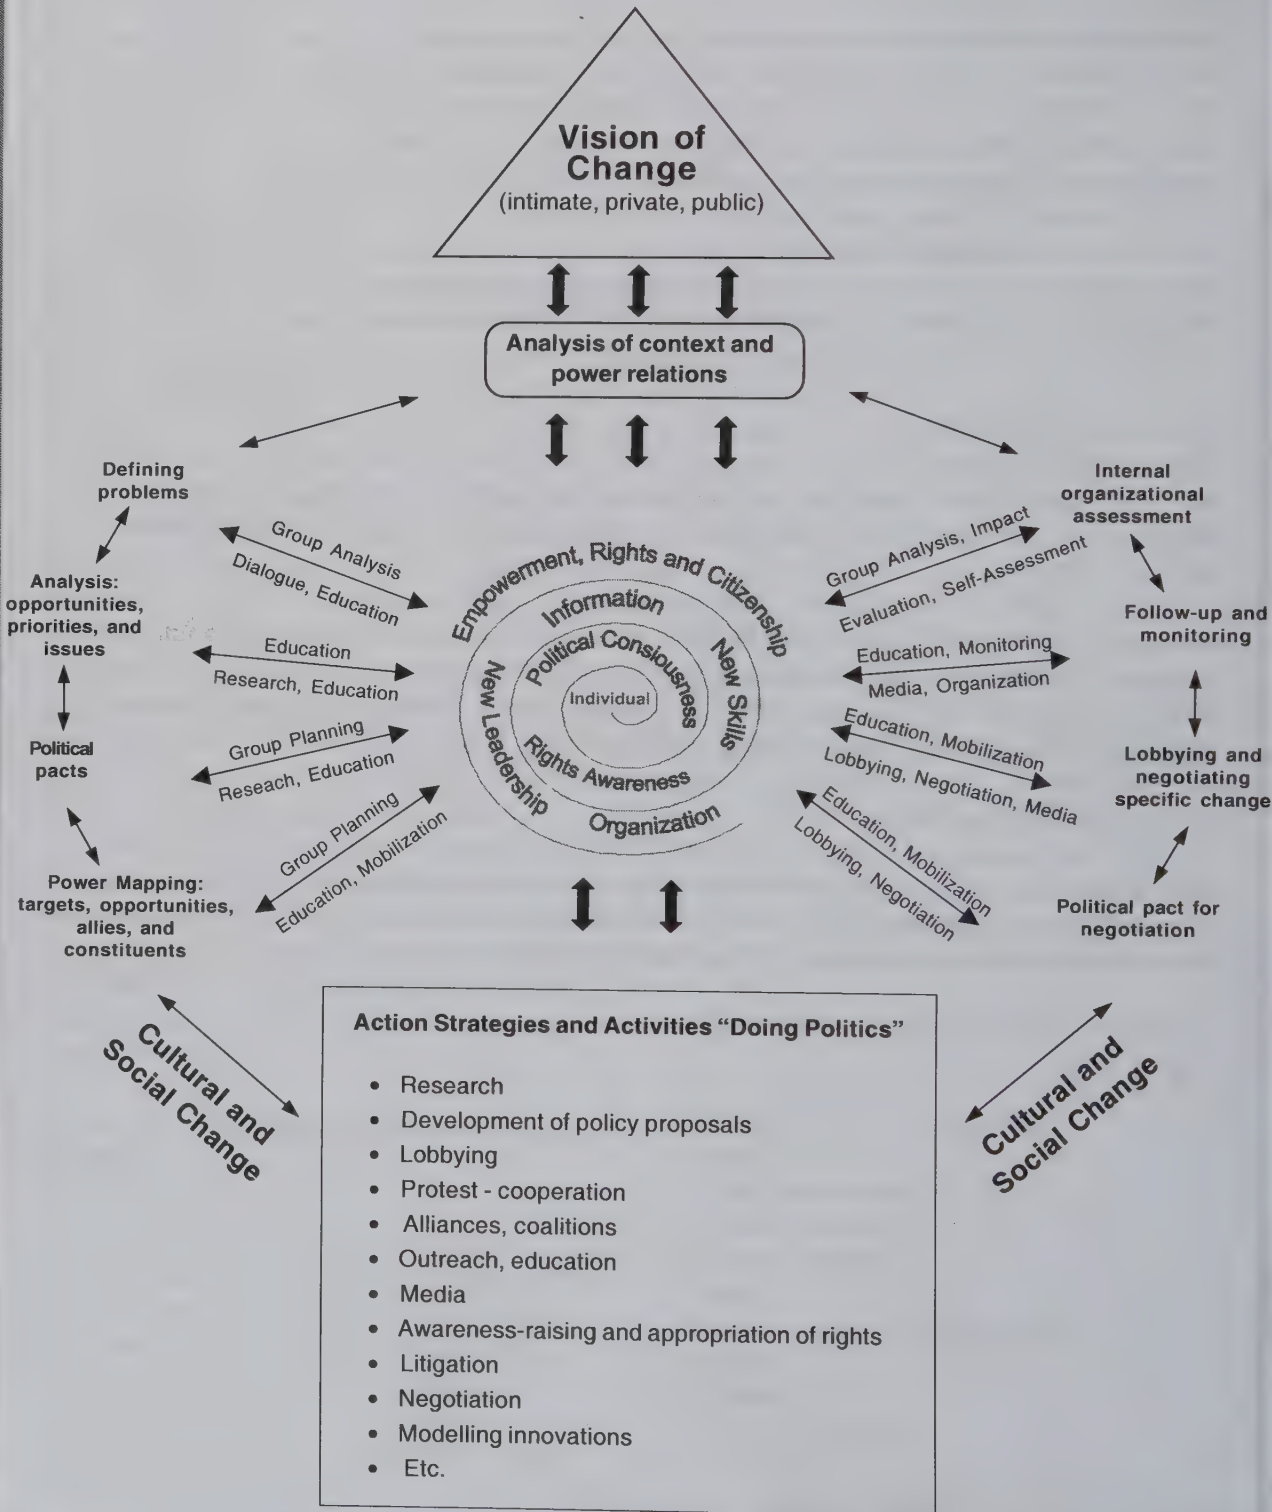 Vision of
Change
(intimate, private, public)
Analysis of context and
power relations
Defining
problems
Analysis:
opportunities,
priorities, and
issues
Political
pacts
Power Mapping:
targets, opportunities,
allies, and
constituents
Group Analysis
Dialogue, Education
Education
Research, Education
Group Planning
Reseach, Education
Group Planning
Education, Mobilization
Empowerment, Rights and Citizenship
Information
Political Consiousness
New Skills
Individual
New Leadership
Rights Awareness
Organization
Group Analysis, Impact
Evaluation, Self-Assessment
Education, Monitoring
Media, Organization
Education, Mobilization
Lobbying, Negotiation, Media
Education, Mobilization
Lobbying, Negotiation
Internal
organizational
assessment
Follow-up and
monitoring
Lobbying and
negotiating
specific change
Political pact for
negotiation
Cultural and
Social Change
Action Strategies and Activities “Doing Politics”
• Research
• Development of policy proposals
• Lobbying
• Protest - cooperation
• Alliances, coalitions
• Outreach, education
• Media
• Awareness-raising and appropriation of rights
• Litigation
• Negotiation
• Modelling innovations
• Etc.
Cultural and
Social Change